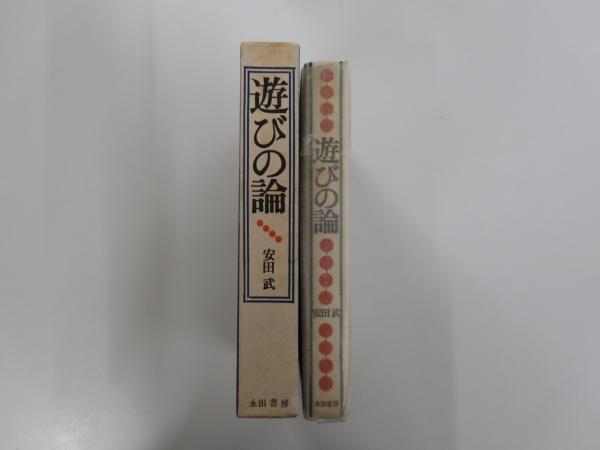 遊びの論
安田 武
永田書房
遊びの論
安田 武
永田書房